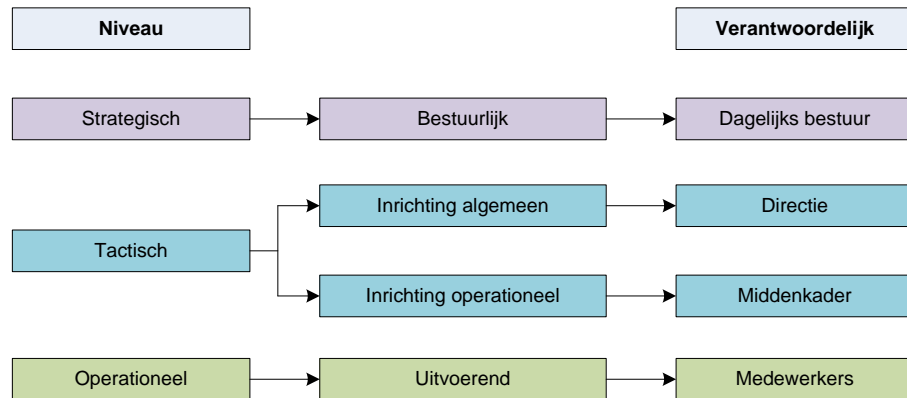 Niveau
Verantwoordelijk
Strategisch
Bestuurlijk
Dagelijks bestuur
Tactisch
Inrichting algemeen
Directie
Inrichting operationeel
Middenkader
Operationeel
Uitvoerend
Medewerkers